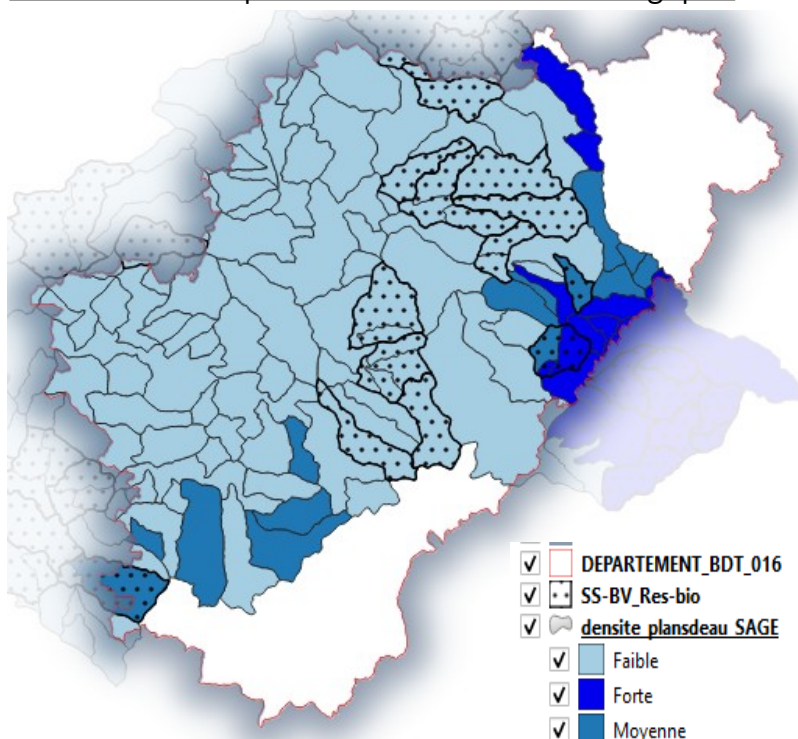 DEPARTEMENT_BDT_016
SS-BV_Res-bio
densite_plansdeau_SAGE
Faible
Forte
Moyenne